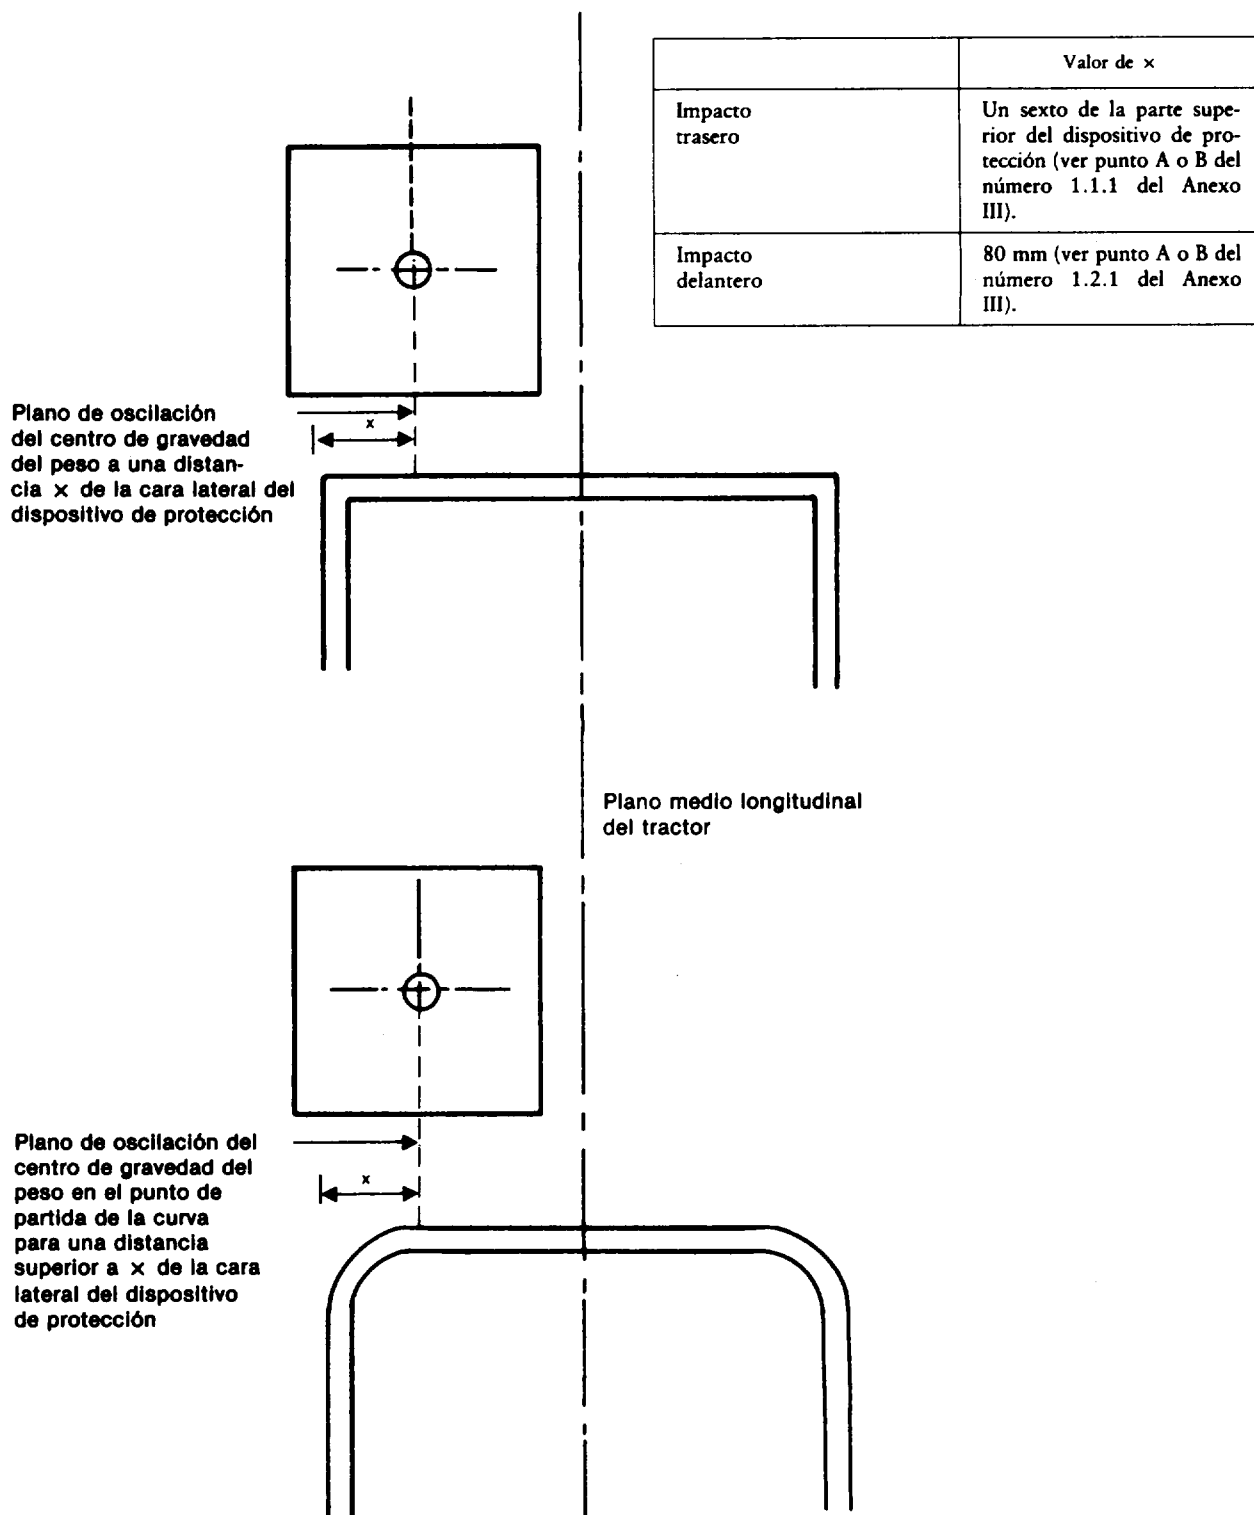 Valor de ×
Impacto
trasero
Un sexto de la parte supe-
rior del dispositivo de pro-
tección (ver punto A o B del
número 1.1.1 del Anexo
III).
Impacto
delantero
80 mm (ver punto A o B del
número 1.2.1 del Anexo
III).
Plano de oscilación
del centro de gravedad
del peso a una distan-
cia × de la cara lateral del
dispositivo de protección
x
Plano medio longitudinal
del tractor
Plano de oscilación del
centro de gravedad del
peso en el punto de
partida de la curva
para una distancia
superior a × de la cara
lateral del dispositivo
de protección
x